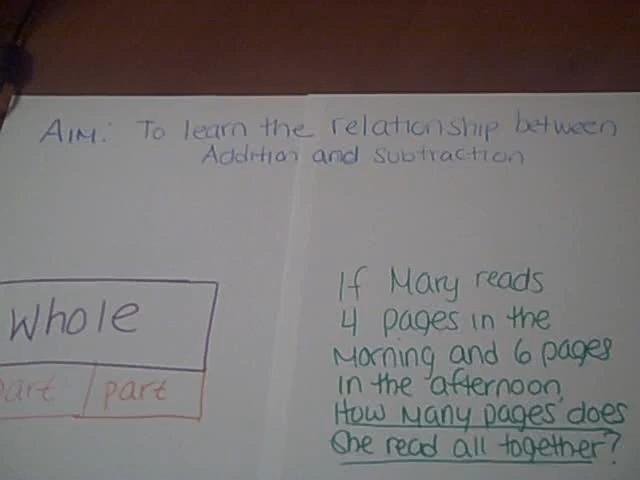 AIM: To learn the relationship between
Addition and subtraction
Whole
part part
If Mary reads
4 pages in the
Morning and 6 pages
in the afternoon,
How Many pages does
She read all together?